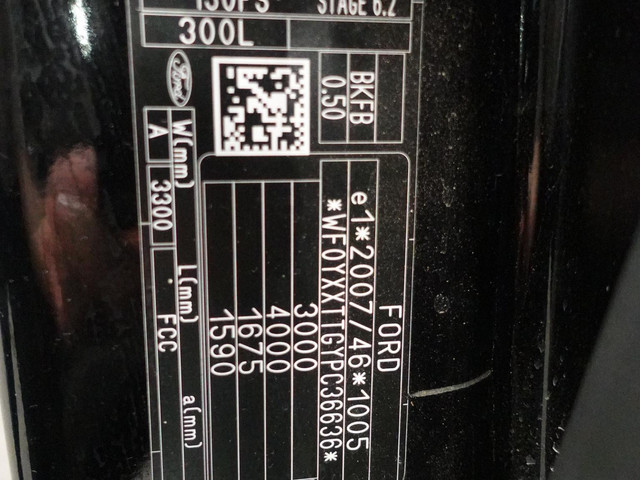 STAGE 6.2
300L
BKFB
0.50
Ford
FORD
e1*2007/46*1005
*WF0YXXTTGYPC36636*
3000
4000
1675
1590
W(mm) L(mm) a(mm)
A 3300 FCC